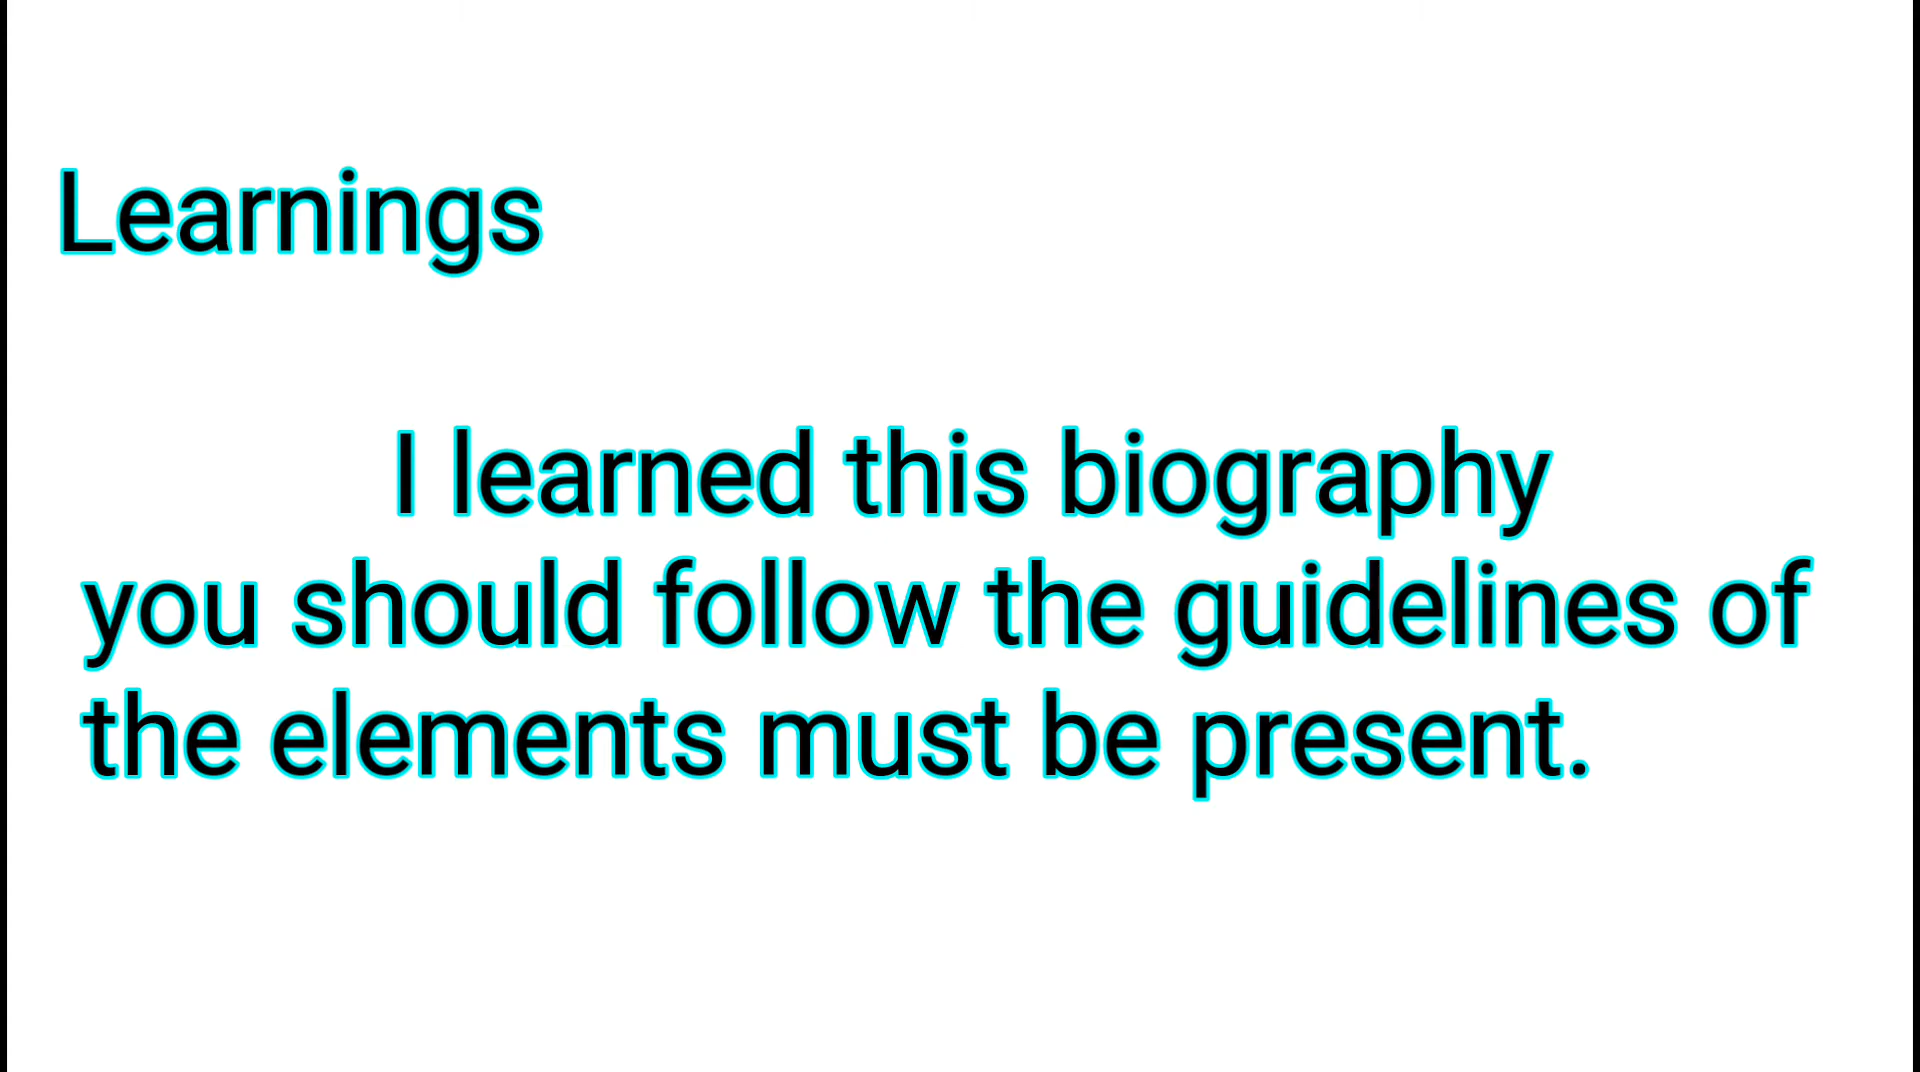 Learnings
I learned this biography
you should follow the guidelines of
the elements must be present.